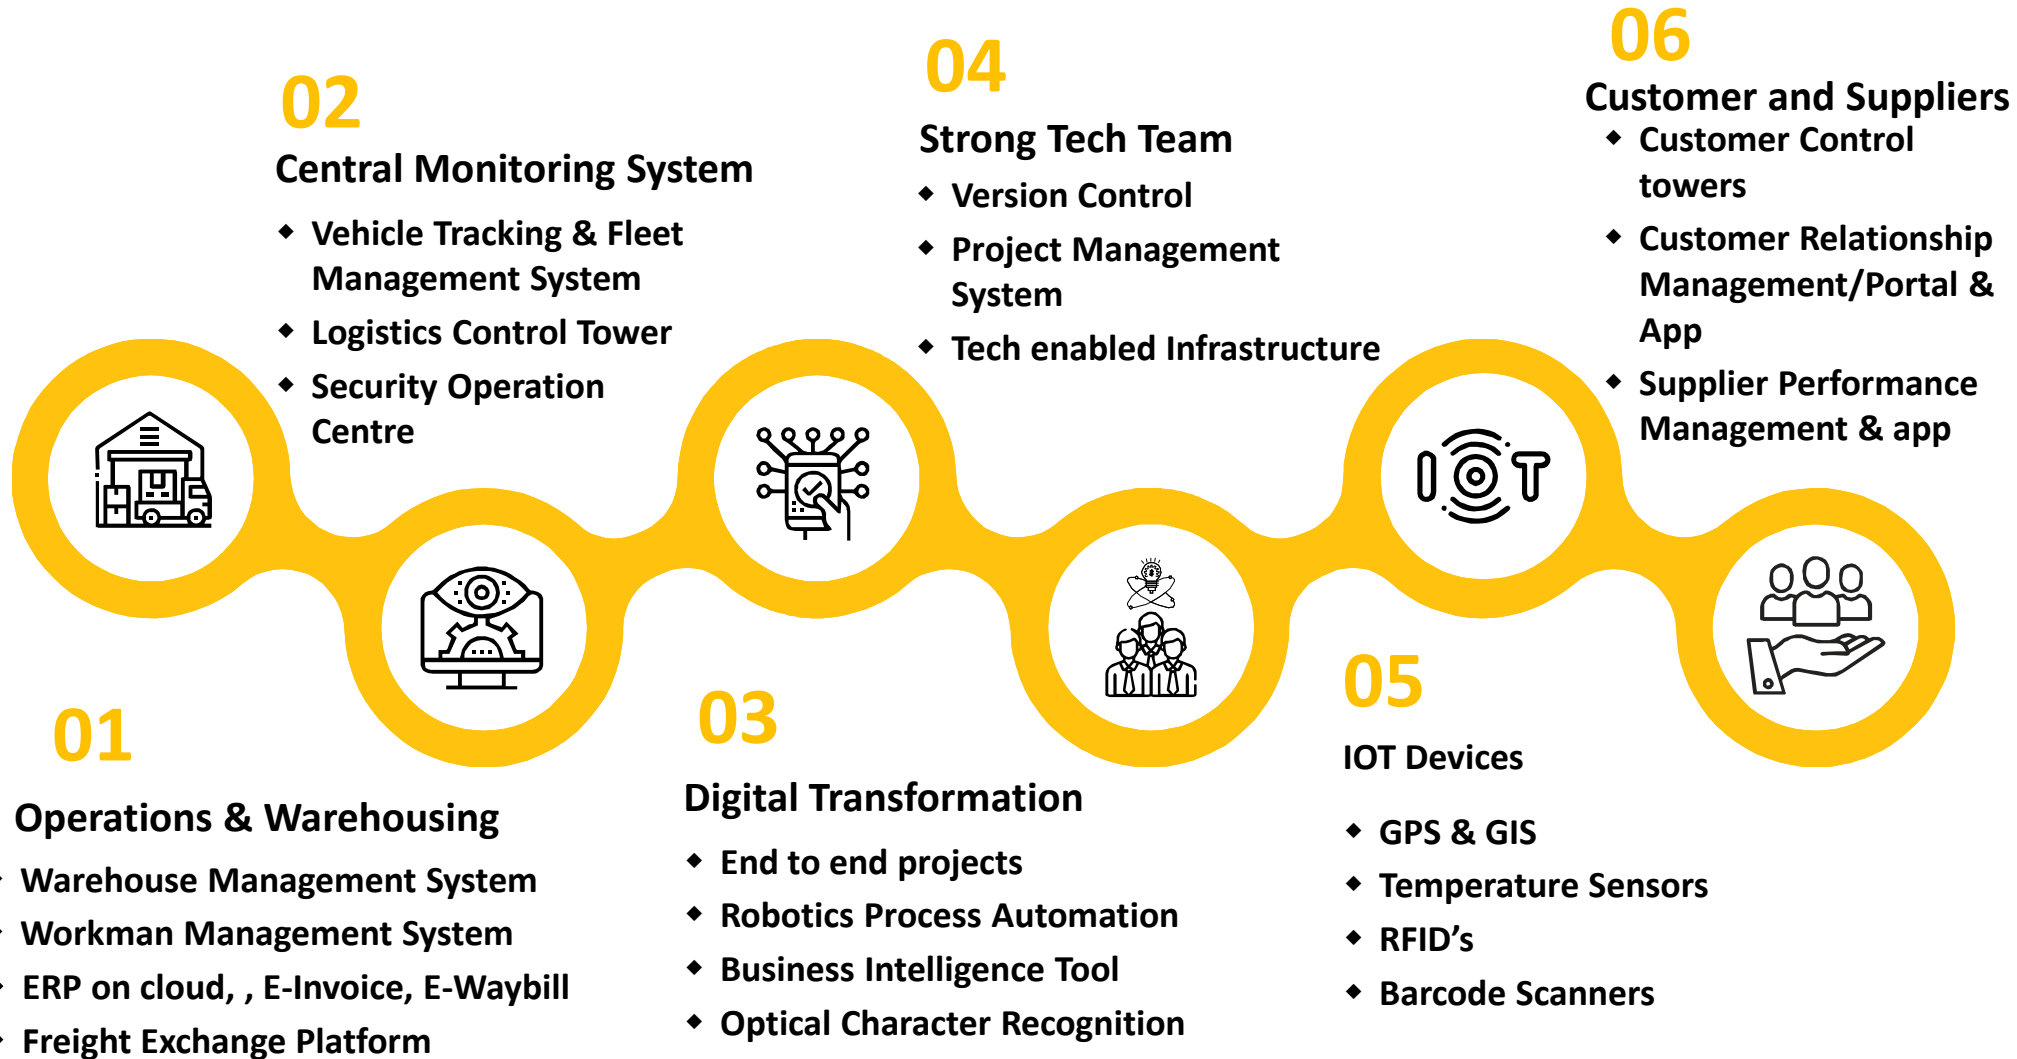 01
Operations & Warehousing
Warehouse Management System
Workman Management System
ERP on cloud, , E-Invoice, E-Waybill
Freight Exchange Platform
02
Central Monitoring System
Vehicle Tracking & Fleet
Management System
Logistics Control Tower
Security Operation
Centre
03
Digital Transformation
End to end projects
Robotics Process Automation
Business Intelligence Tool
Optical Character Recognition
04
Strong Tech Team
Version Control
Project Management
System
Tech enabled Infrastructure
05
IOT Devices
GPS & GIS
Temperature Sensors
RFID’s
Barcode Scanners
IOT
06
Customer and Suppliers
Customer Control
towers
Customer Relationship
Management/Portal &
App
Supplier Performance
Management & app